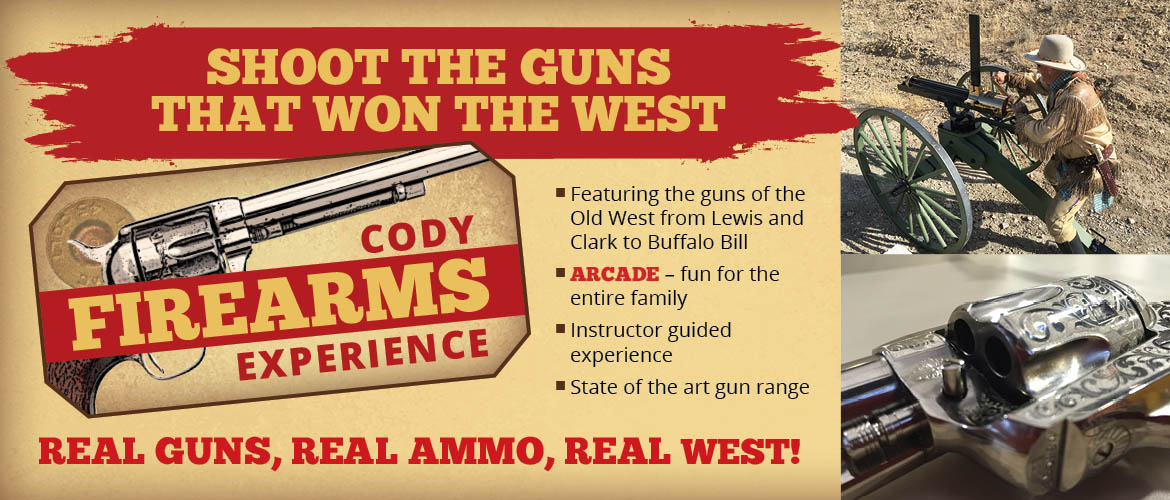 SHOOT THE GUNS
THAT WON THE WEST
CODY
FIREARMS
EXPERIENCE
Featuring the guns of the
Old West from Lewis and
Clark to Buffalo Bill
ARCADE – fun for the
entire family
Instructor guided
experience
State of the art gun range
REAL GUNS, REAL AMMO, REAL WEST!